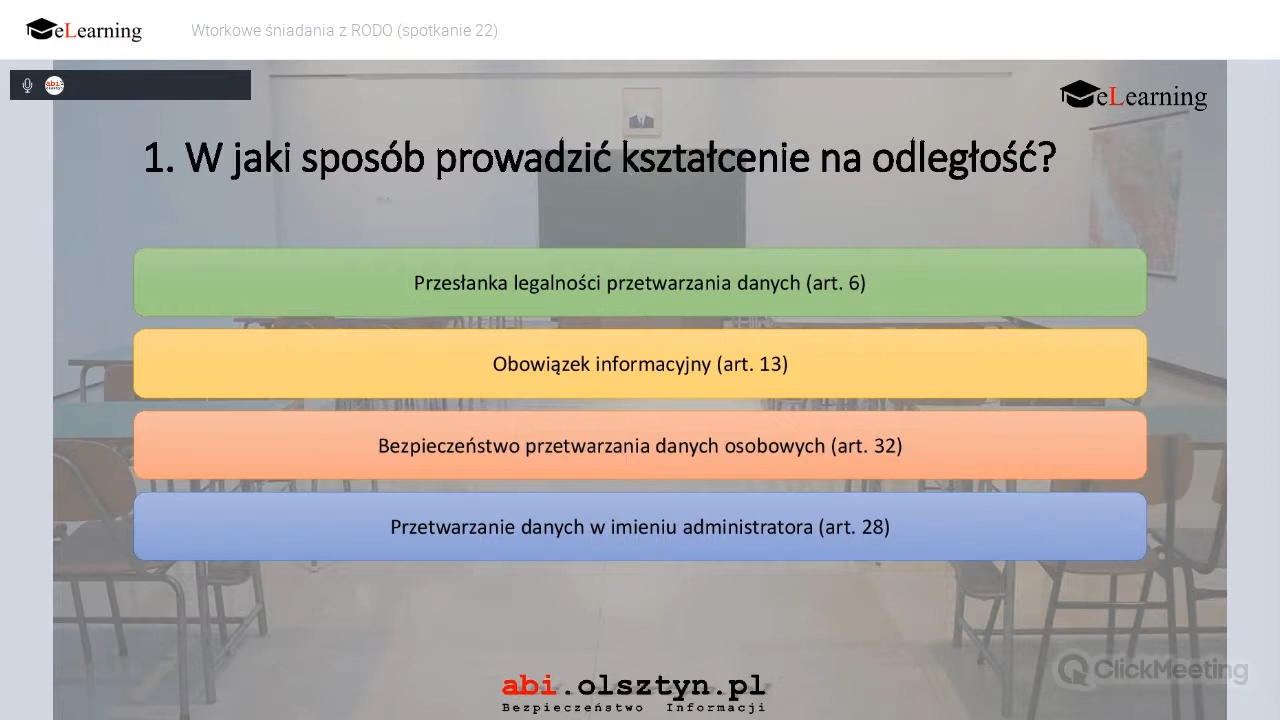 eLearning
Wtorkowe śniadania z RODO (spotkanie 22)
eLearning
1. W jaki sposób prowadzić kształcenie na odległość?
Przesłanka legalności przetwarzania danych (art. 6)
Obowiązek informacyjny (art. 13)
Bezpieczeństwo przetwarzania danych osobowych (art. 32)
Przetwarzanie danych w imieniu administratora (art. 28)
ClickMeeting
abi.olsztyn.pl
Bezpieczeństwo Informacji